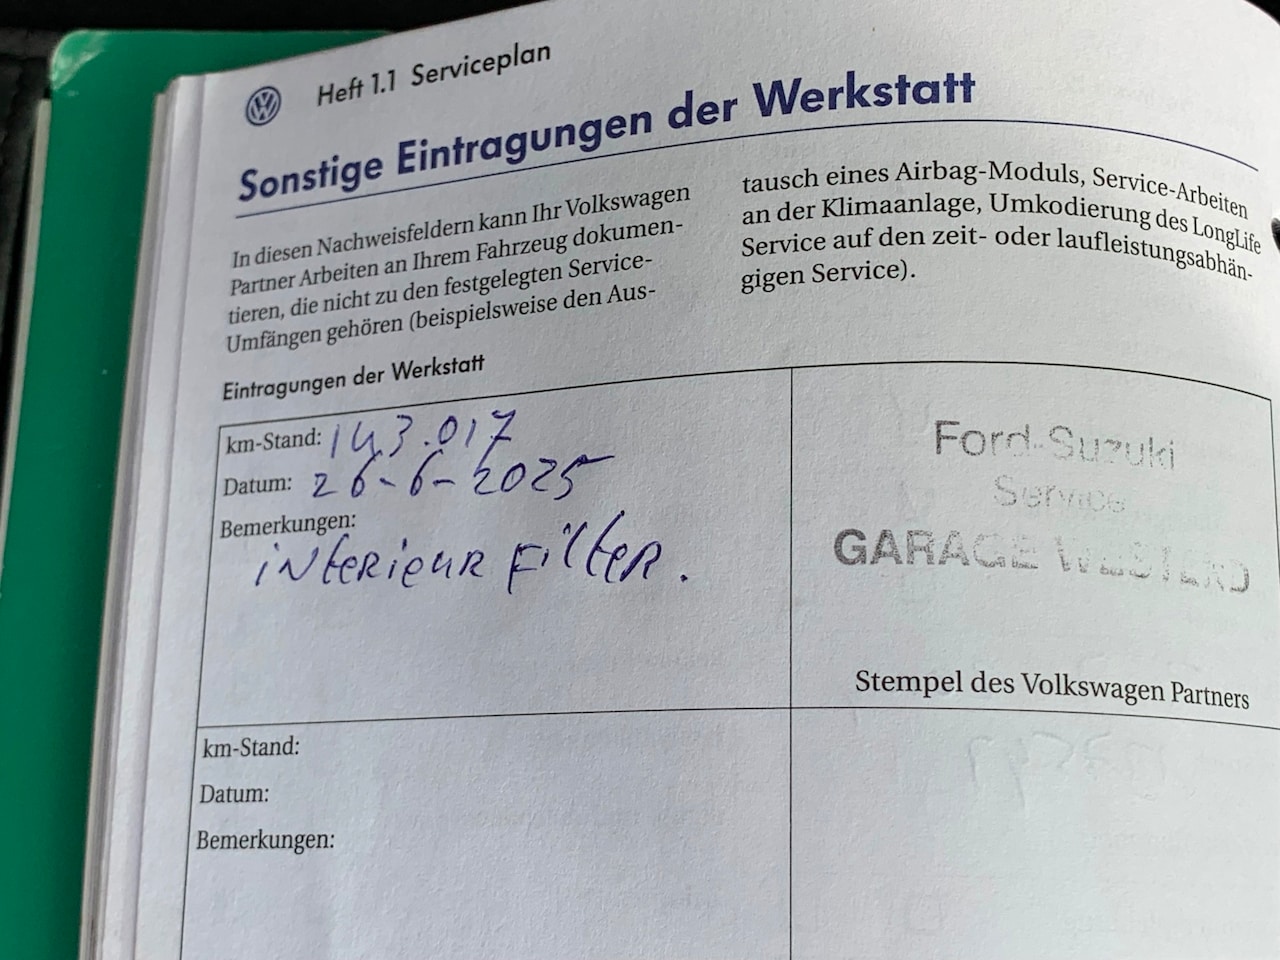 Heft 1.1 Serviceplan
Sonstige Eintragungen der Werkstatt
In diesen Nachweisfeldern kann Ihr Volkswagen
Partner Arbeiten an Ihrem Fahrzeug dokumen-
tieren, die nicht zu den festgelegten Service-
Umfängen gehören (beispielsweise den Aus-
tausch eines Airbag-Moduls, Service-Arbeiten
an der Klimaanlage, Umkodierung des LongLife
Service auf den zeit- oder laufleistungsabhän-
gigen Service).
Eintragungen der Werkstatt
km-Stand: 143.017
Datum: 26-6-2025
Bemerkungen:
interieur filter.
Ford-Suzuki
Service
GARAGE
Stempel des Volkswagen Partners
km-Stand:
Datum:
Bemerkungen: